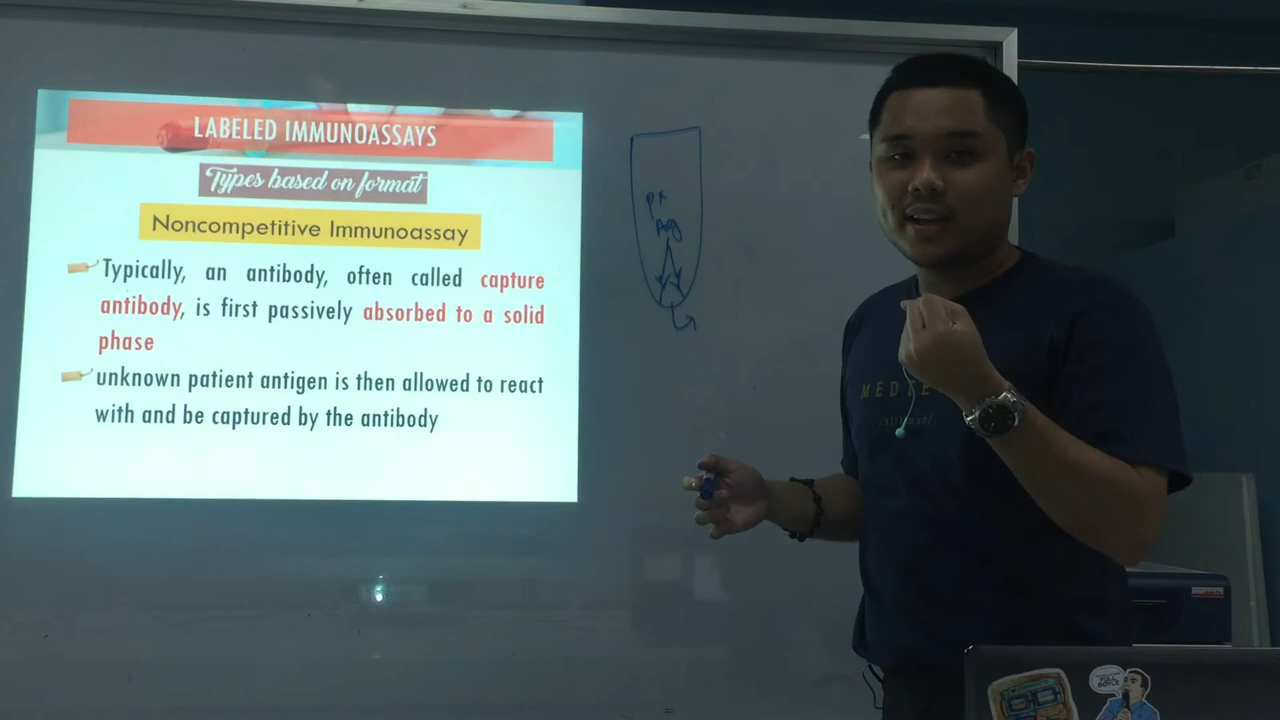 LABELED IMMUNOASSAYS
Types based on format
Noncompetitive Immunoassay
Typically, an antibody, often called capture
antibody, is first passively absorbed to a solid
phase
unknown patient antigen is then allowed to react
with and be captured by the antibody
px
Ag